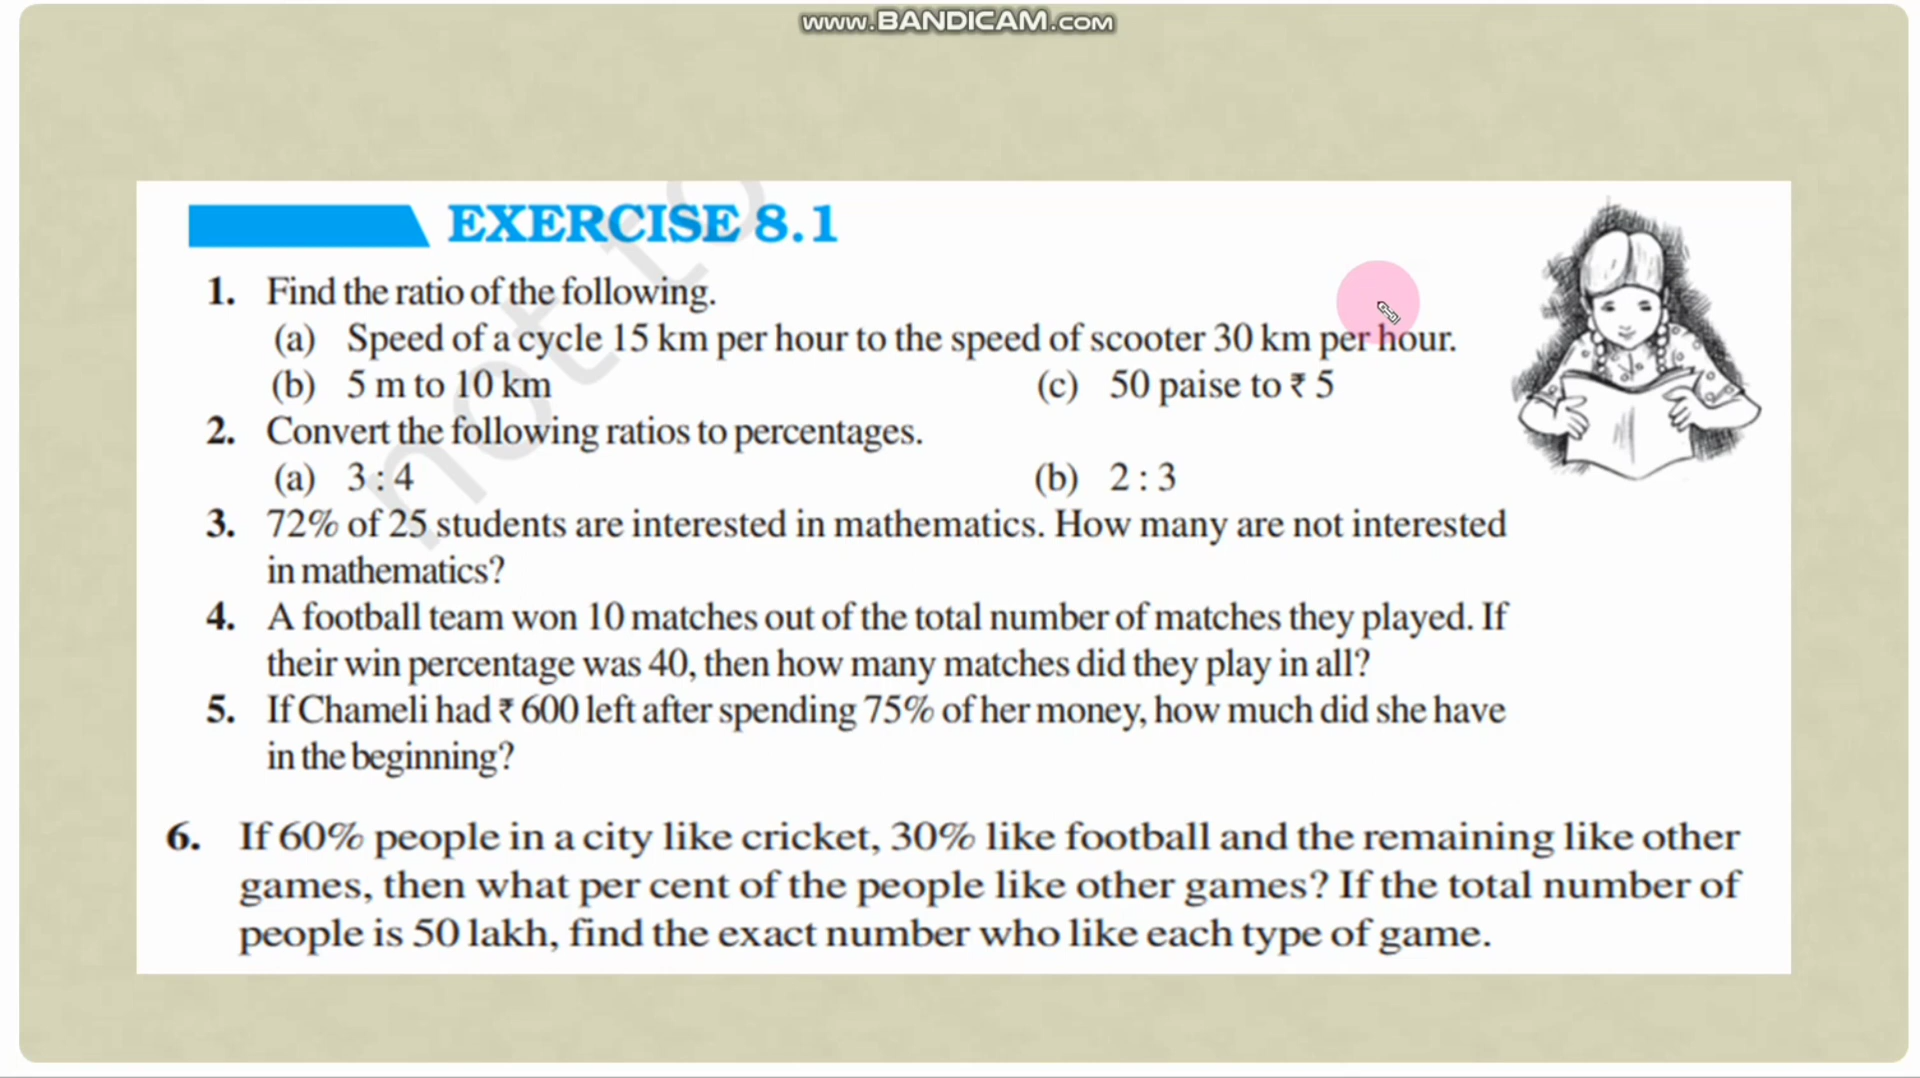 www.BANDICAM.com
EXERCISE 8.1
1. Find the ratio of the following.
(a) Speed of a cycle 15 km per hour to the speed of scooter 30 km per hour.
(b) 5 m to 10 km (c) 50 paise to ₹ 5
2. Convert the following ratios to percentages.
(a) 3 : 4 (b) 2 : 3
3. 72% of 25 students are interested in mathematics. How many are not interested
in mathematics?
4. A football team won 10 matches out of the total number of matches they played. If
their win percentage was 40, then how many matches did they play in all?
5. If Chameli had ₹ 600 left after spending 75% of her money, how much did she have
in the beginning?
6. If 60% people in a city like cricket, 30% like football and the remaining like other
games, then what per cent of the people like other games? If the total number of
people is 50 lakh, find the exact number who like each type of game.
not to